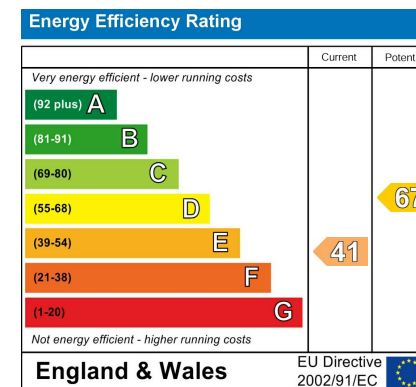 Energy Efficiency Rating
Current
Very energy efficient - lower running costs
(92 plus) A
(81-91) B
(69-80) C
(55-68) D
(39-54) E
(21-38) F
(1-20) G
41
67
Not energy efficient - higher running costs
England & Wales
EU Directive
2002/91/EC